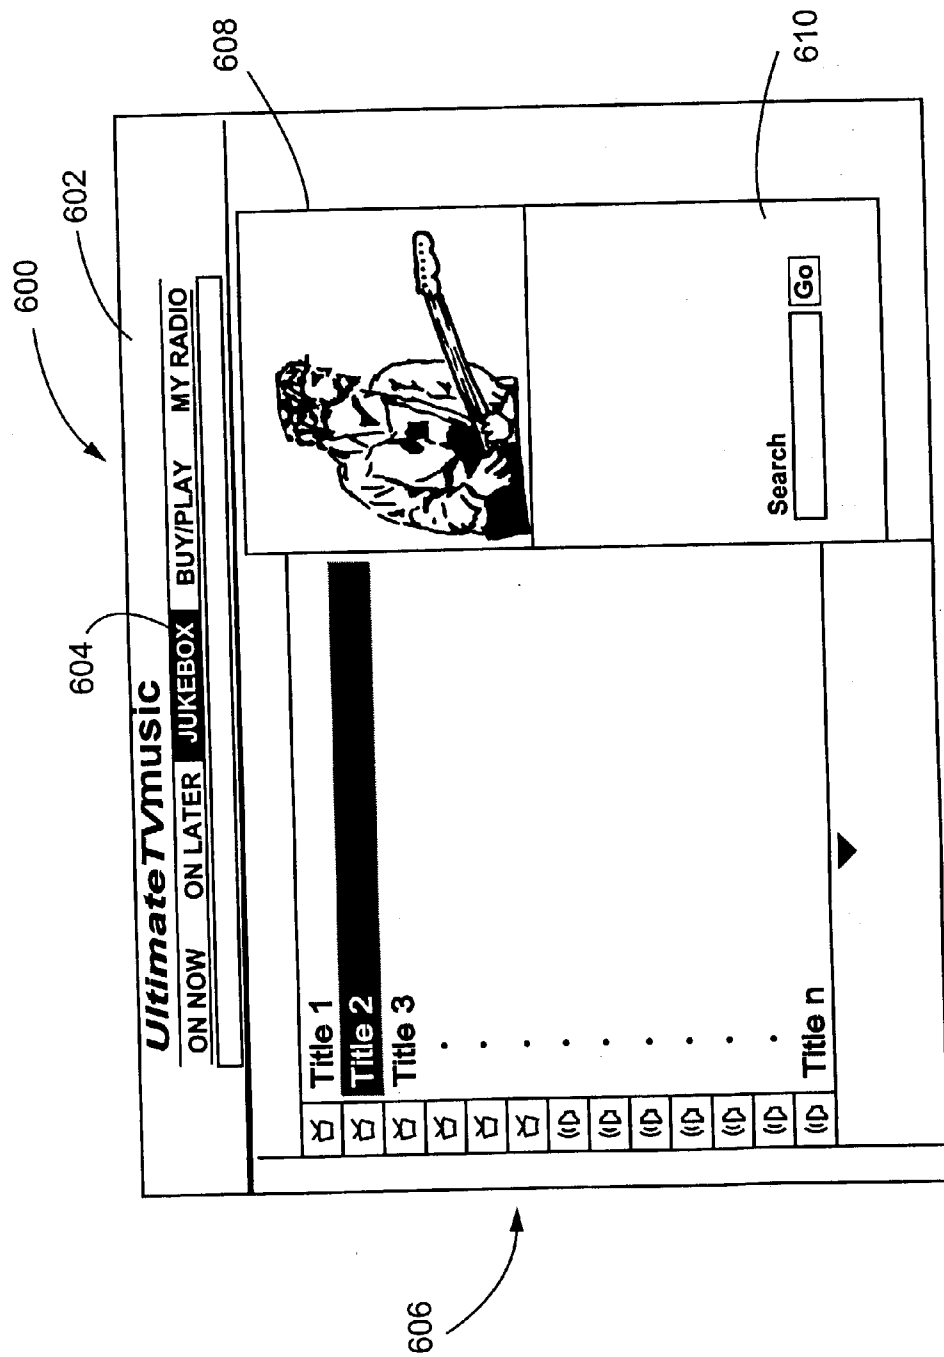 600
602
UltimateTVmusic
604
608
ON NOW ON LATER JUKEBOX BUY/PLAY MY RADIO
Title 1
Title 2
Title 3
Title n
Search
Go
606
610